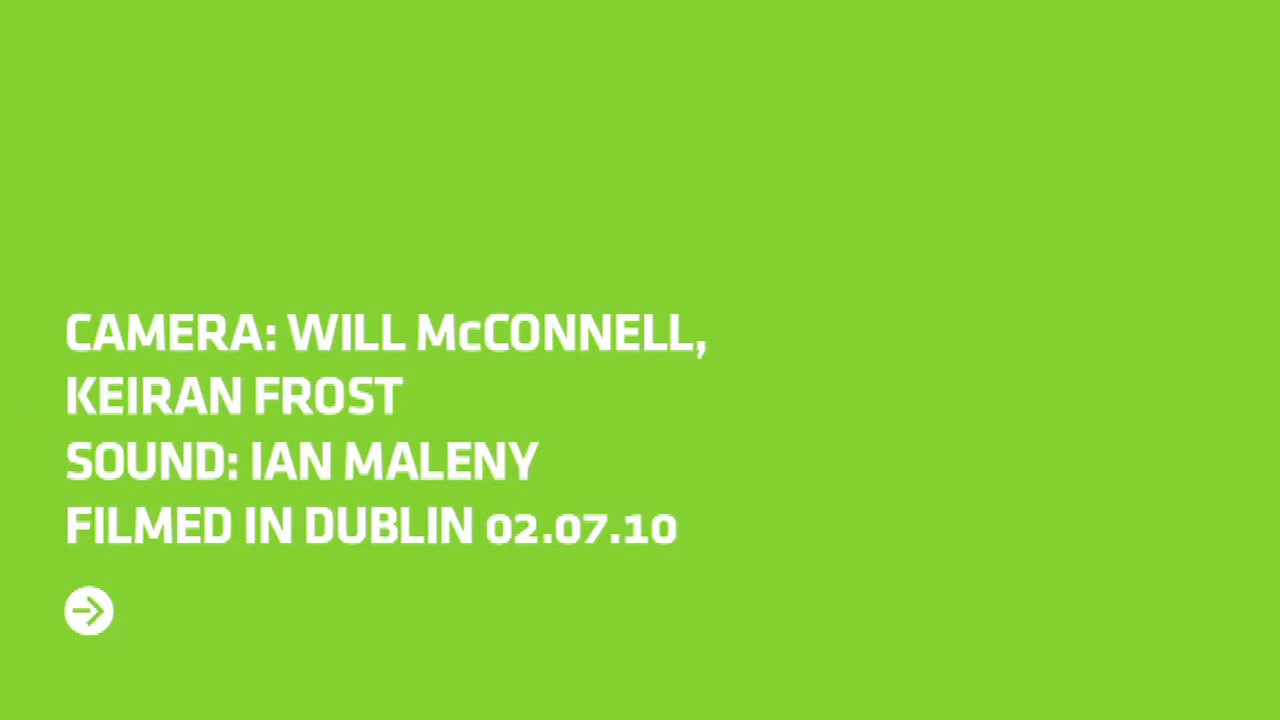 CAMERA: WILL McCONNELL,
KEIRAN FROST
SOUND: IAN MALENY
FILMED IN DUBLIN 02.07.10